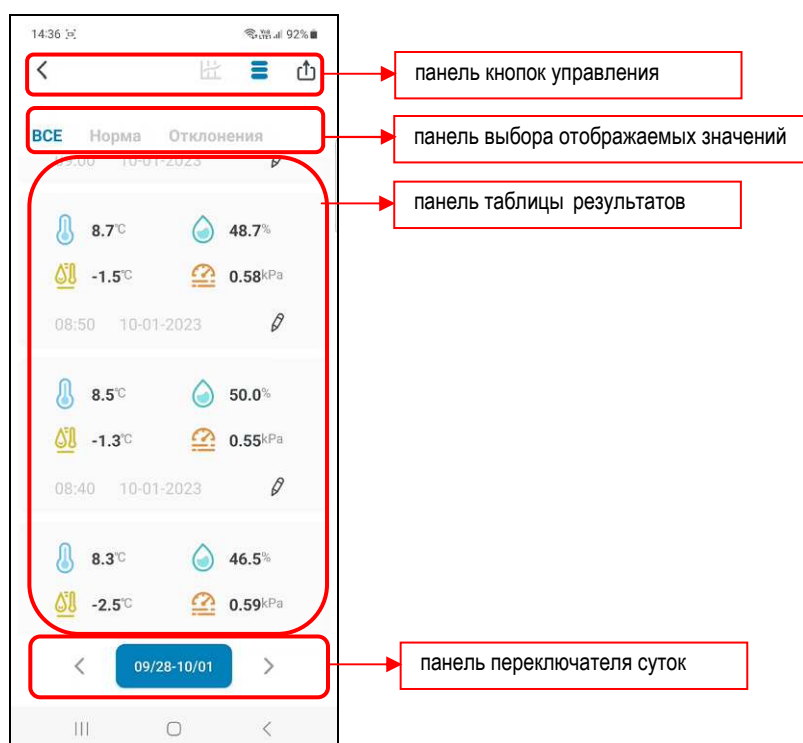 14:36 92%
панель кнопок управления
ВСЕ Норма Отклонения
панель выбора отображаемых значений
09:00 10-01-2023
панель таблицы результатов
8.7°C 48.7%
-1.5°C 0.58kPa
08:50 10-01-2023
8.5°C 50.0%
-1.3°C 0.55kPa
08:40 10-01-2023
8.3°C 46.5%
-2.5°C 0.59kPa
09/28-10/01
панель переключателя суток